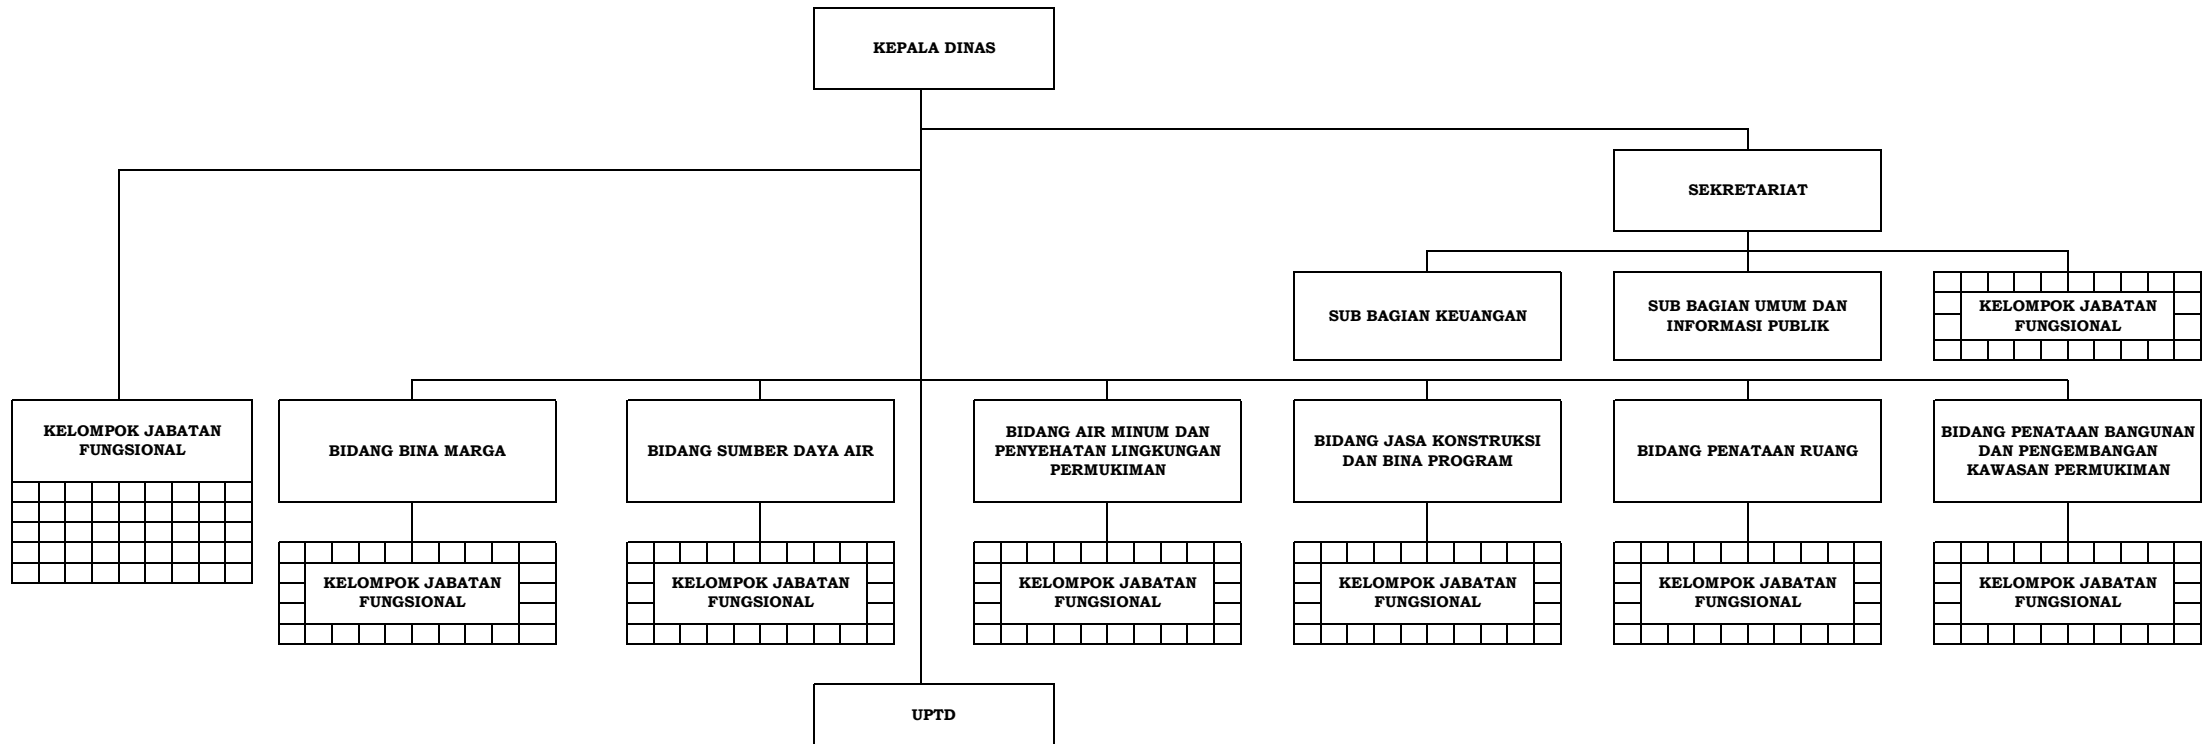 KEPALA DINAS
SEKRETARIAT
SUB BAGIAN KEUANGAN
SUB BAGIAN UMUM DAN
INFORMASI PUBLIK
KELOMPOK JABATAN
FUNGSIONAL
KELOMPOK JABATAN
FUNGSIONAL
BIDANG BINA MARGA
BIDANG SUMBER DAYA AIR
BIDANG AIR MINUM DAN
PENYEHATAN LINGKUNGAN
PERMUKIMAN
BIDANG JASA KONSTRUKSI
DAN BINA PROGRAM
BIDANG PENATAAN RUANG
BIDANG PENATAAN BANGUNAN
DAN PENGEMBANGAN
KAWASAN PERMUKIMAN
KELOMPOK JABATAN
FUNGSIONAL
KELOMPOK JABATAN
FUNGSIONAL
KELOMPOK JABATAN
FUNGSIONAL
KELOMPOK JABATAN
FUNGSIONAL
KELOMPOK JABATAN
FUNGSIONAL
KELOMPOK JABATAN
FUNGSIONAL
UPTD